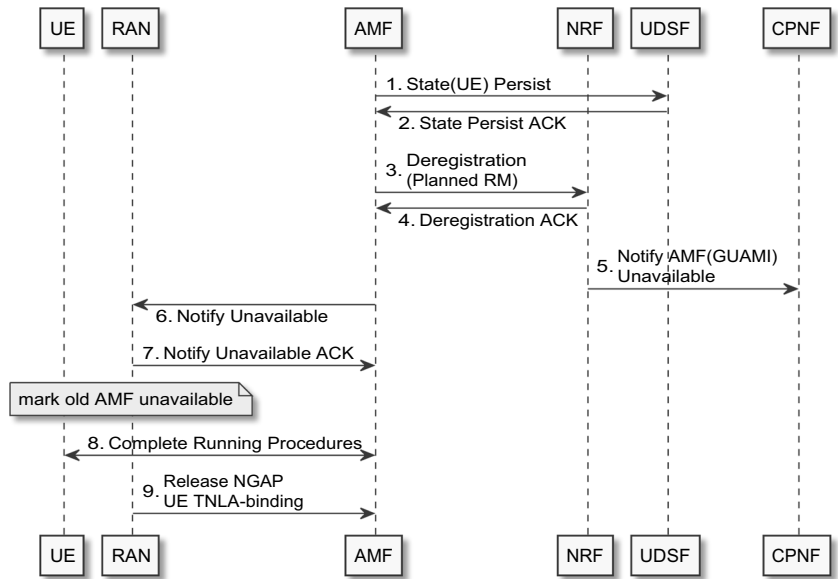 UE RAN AMF NRF UDSF CPNF
1. State(UE) Persist
2. State Persist ACK
3. Deregistration
(Planned RM)
4. Deregistration ACK
5. Notify AMF(GUAMI)
Unavailable
6. Notify Unavailable
7. Notify Unavailable ACK
mark old AMF unavailable
8. Complete Running Procedures
9. Release NGAP
UE TNLA-binding
UE RAN AMF NRF UDSF CPNF